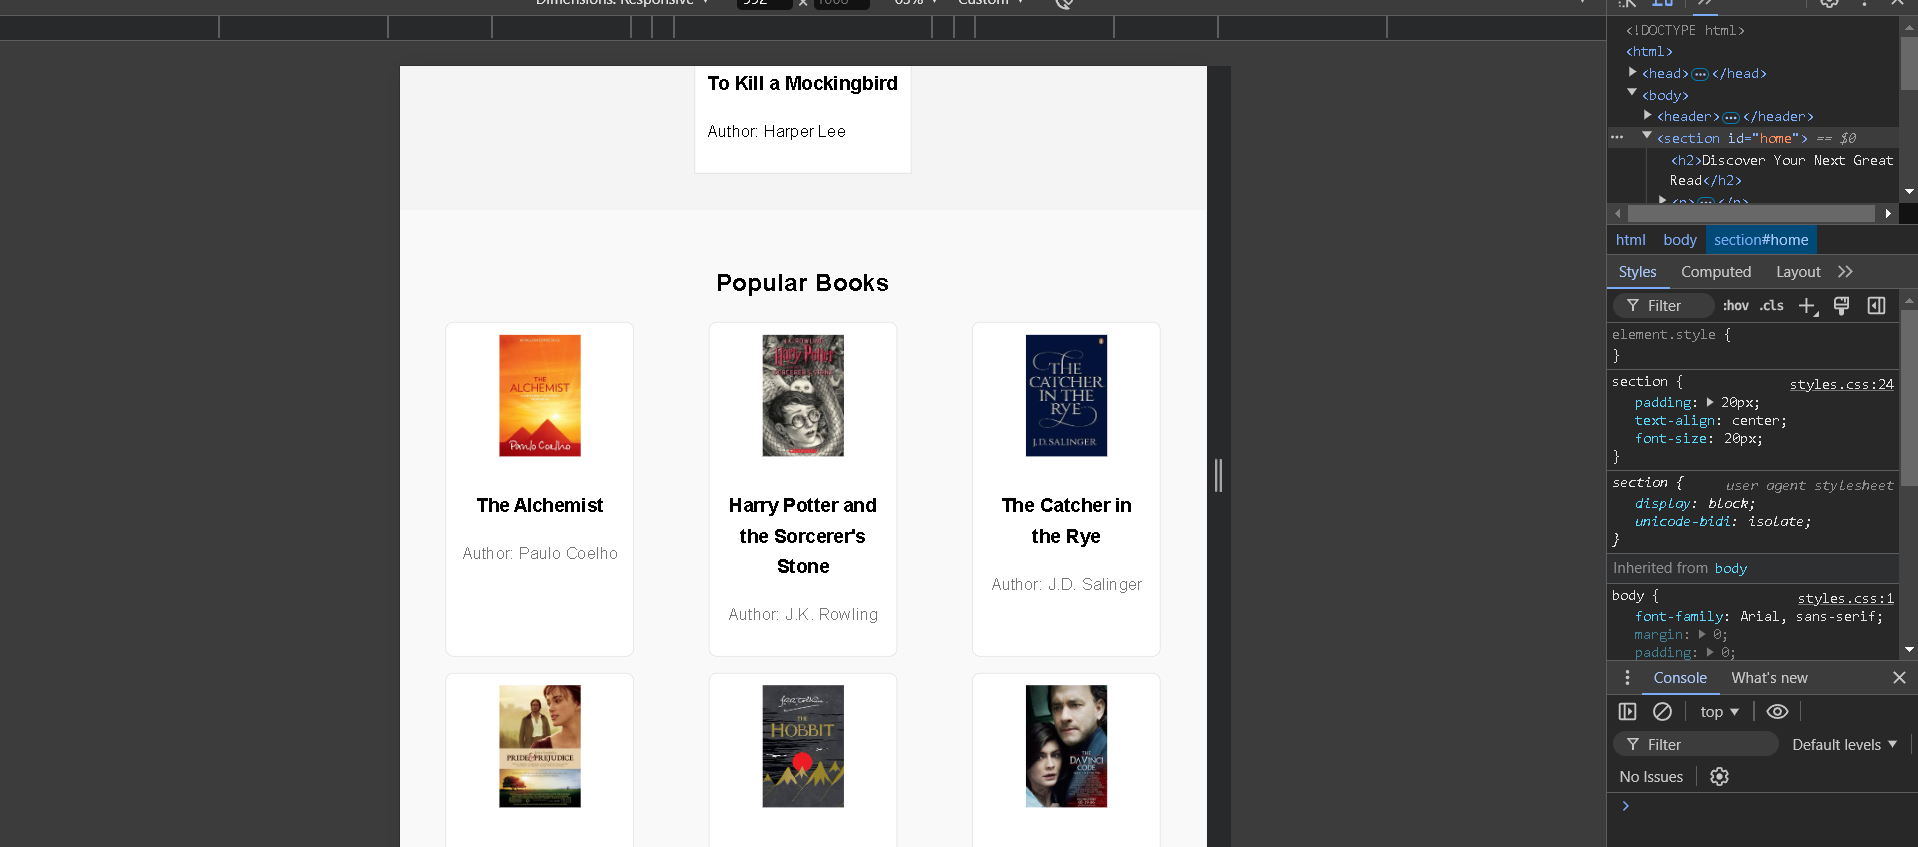 Dimensions: Responsive
To Kill a Mockingbird
Author: Harper Lee
Popular Books
THE
ALCHEMIST
Paulo Coelho
Harry Potter
THE
CATCHER
IN THE
RYE
J.D. SALINGER
The Alchemist
Author: Paulo Coelho
Harry Potter and
the Sorcerer's
Stone
Author: J.K. Rowling
The Catcher in
the Rye
Author: J.D. Salinger
PRIDE & PREJUDICE
THE
HOBBIT
THE
DA VINCI
CODE
<!DOCTYPE html>
<html>
<head> ••• </head>
<body>
<header> ••• </header>
••• <section id="home"> == $0
<h2>Discover Your Next Great
Read</h2>
<p> ••• </p>
html body section#home
Styles Computed Layout
Filter :hov .cls
element.style {
}
section { styles.css:24
padding: 20px;
text-align: center;
font-size: 20px;
}
section { user agent stylesheet
display: block;
unicode-bidi: isolate;
}
Inherited from body
body { styles.css:1
font-family: Arial, sans-serif;
margin: 0;
padding: 0;
Console What's new
top
Filter Default levels
No Issues